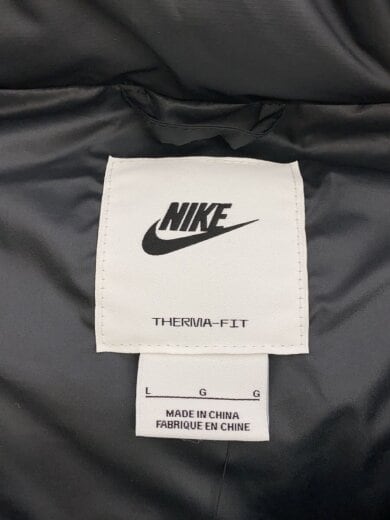 NIKE
THERMA-FIT
L G G
MADE IN CHINA
FABRIQUE EN CHINE